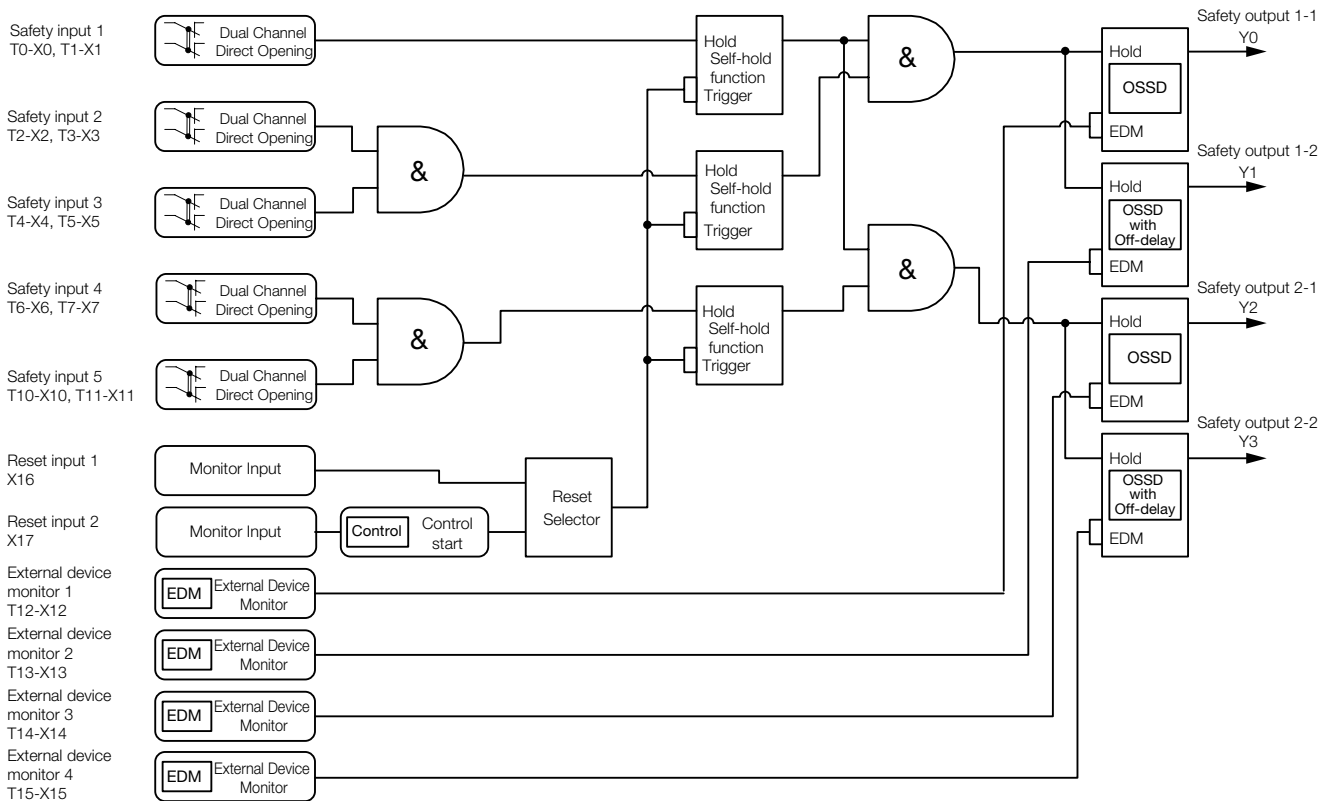 Safety input 1
T0-X0, T1-X1
Dual Channel
Direct Opening
Safety input 2
T2-X2, T3-X3
Dual Channel
Direct Opening
Safety input 3
T4-X4, T5-X5
Dual Channel
Direct Opening
&
Safety input 4
T6-X6, T7-X7
Dual Channel
Direct Opening
Safety input 5
T10-X10, T11-X11
Dual Channel
Direct Opening
&
Reset input 1
X16
Monitor Input
Reset input 2
X17
Monitor Input
Control
Control
start
Reset
Selector
External device
monitor 1
T12-X12
EDM
External Device
Monitor
External device
monitor 2
T13-X13
EDM
External Device
Monitor
External device
monitor 3
T14-X14
EDM
External Device
Monitor
External device
monitor 4
T15-X15
EDM
External Device
Monitor
Hold
Self-hold
function
Trigger
Hold
Self-hold
function
Trigger
Hold
Self-hold
function
Trigger
&
&
Safety output 1-1
Y0
Hold
OSSD
EDM
Safety output 1-2
Y1
Hold
OSSD
with
Off-delay
EDM
Safety output 2-1
Y2
Hold
OSSD
EDM
Safety output 2-2
Y3
Hold
OSSD
with
Off-delay
EDM